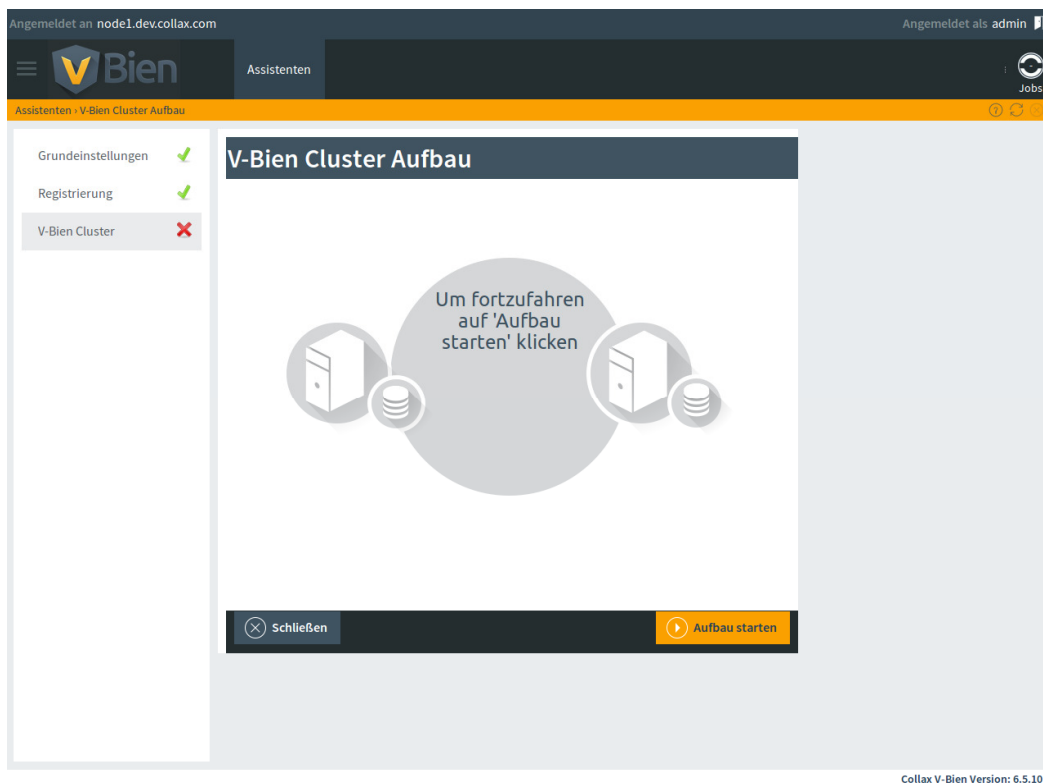 Angemeldet an node1.dev.collax.com
Angemeldet als admin
V Bien
Assistenten
Jobs
Assistenten › V-Bien Cluster Aufbau
Grundeinstellungen
Registrierung
V-Bien Cluster
V-Bien Cluster Aufbau
Um fortzufahren
auf 'Aufbau
starten' klicken
Schließen
Aufbau starten
Collax V-Bien Version: 6.5.10